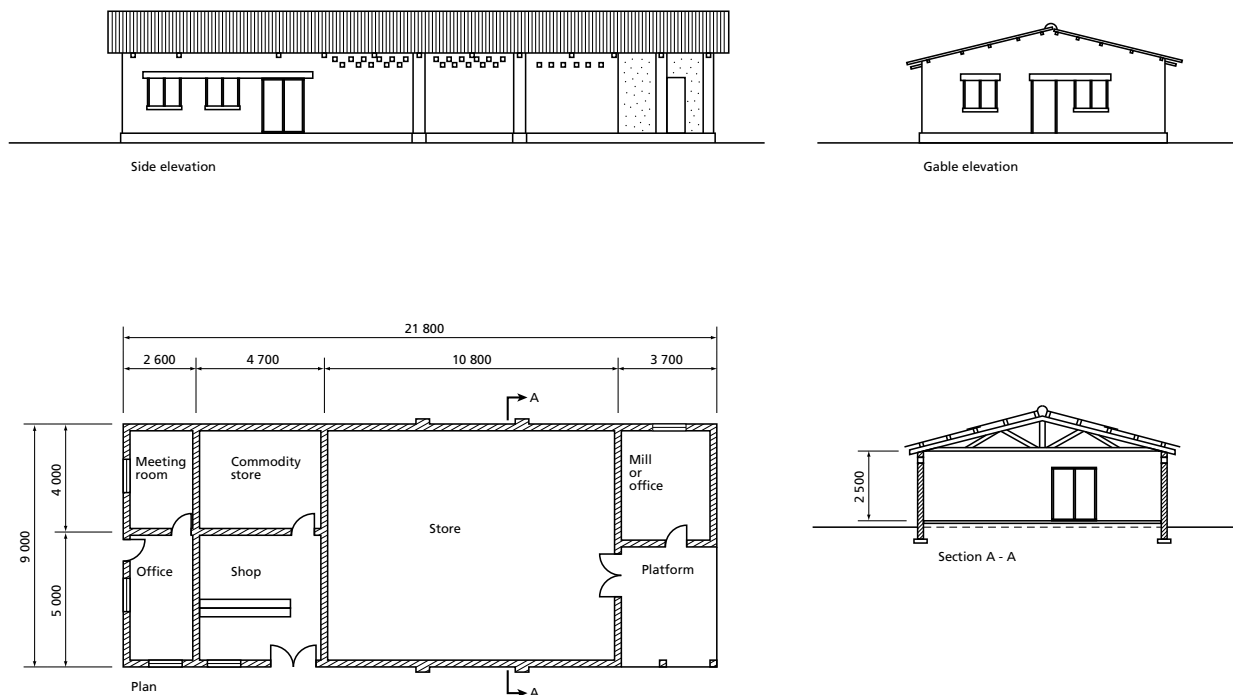 Side elevation
Gable elevation
21 800
2 600
4 700
10 800
3 700
A
9 000
4 000
5 000
Meeting
room
Commodity
store
Mill
or
office
Store
Office
Shop
Platform
A
Plan
2 500
Section A - A